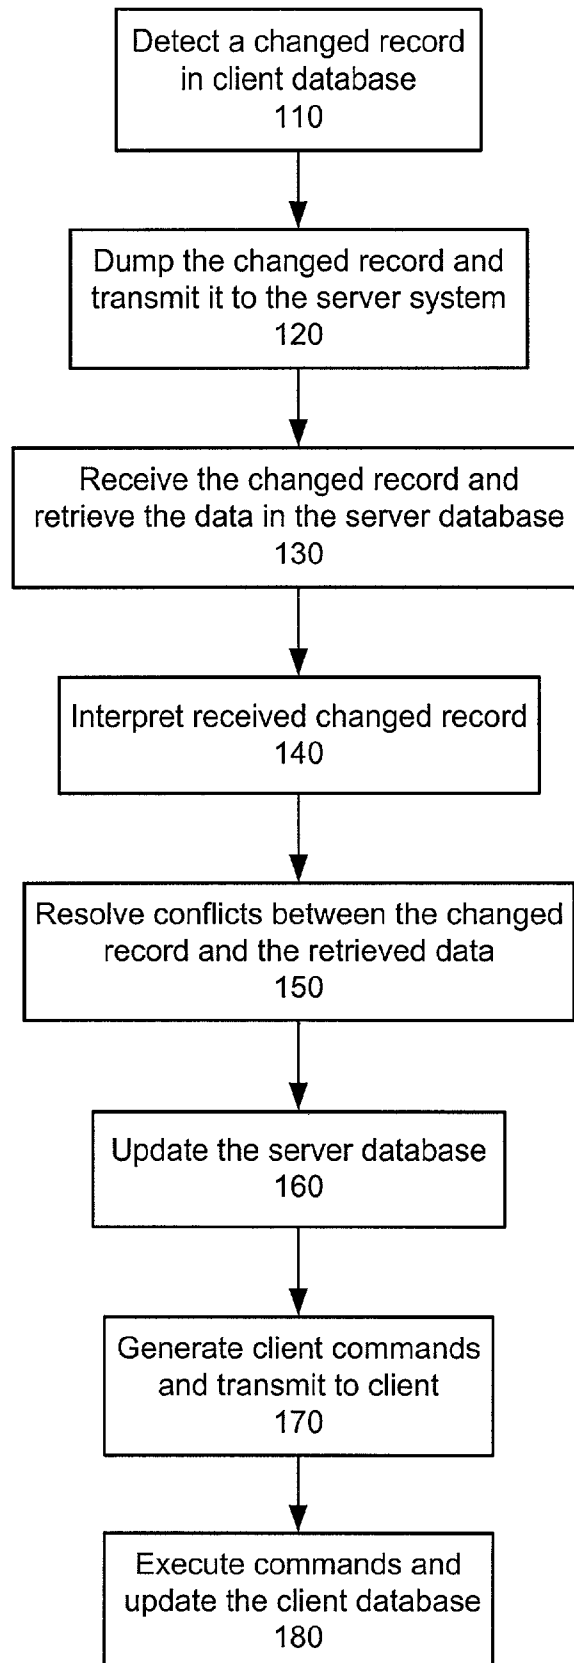 Detect a changed record
in client database
110
Dump the changed record and
transmit it to the server system
120
Receive the changed record and
retrieve the data in the server database
130
Interpret received changed record
140
Resolve conflicts between the changed
record and the retrieved data
150
Update the server database
160
Generate client commands
and transmit to client
170
Execute commands and
update the client database
180